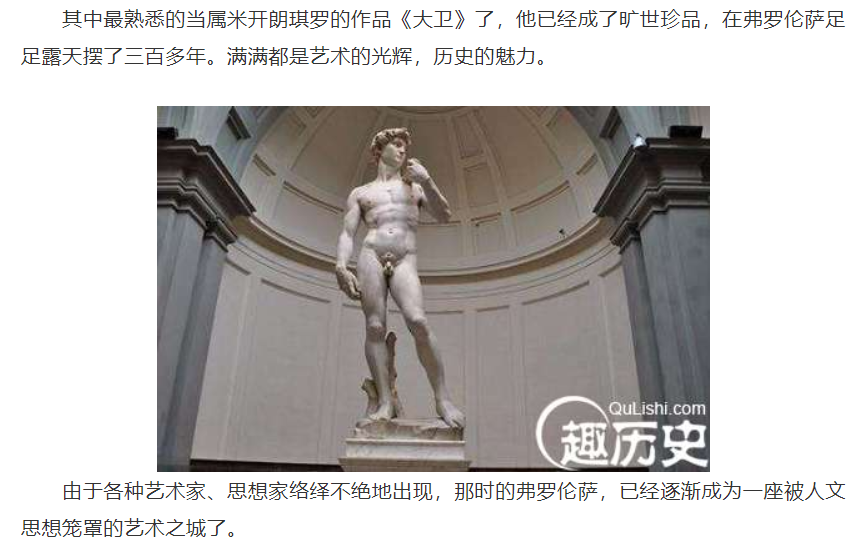 其中最熟悉的当属米开朗琪罗的作品《大卫》了，他已经成了旷世珍品，在弗罗伦萨足
足露天摆了三百多年。满满都是艺术的光辉，历史的魅力。
QuLishi.com
趣历史
由于各种艺术家、思想家络绎不绝地出现，那时的弗罗伦萨，已经逐渐成为一座被人文
思想笼罩的艺术之城了。